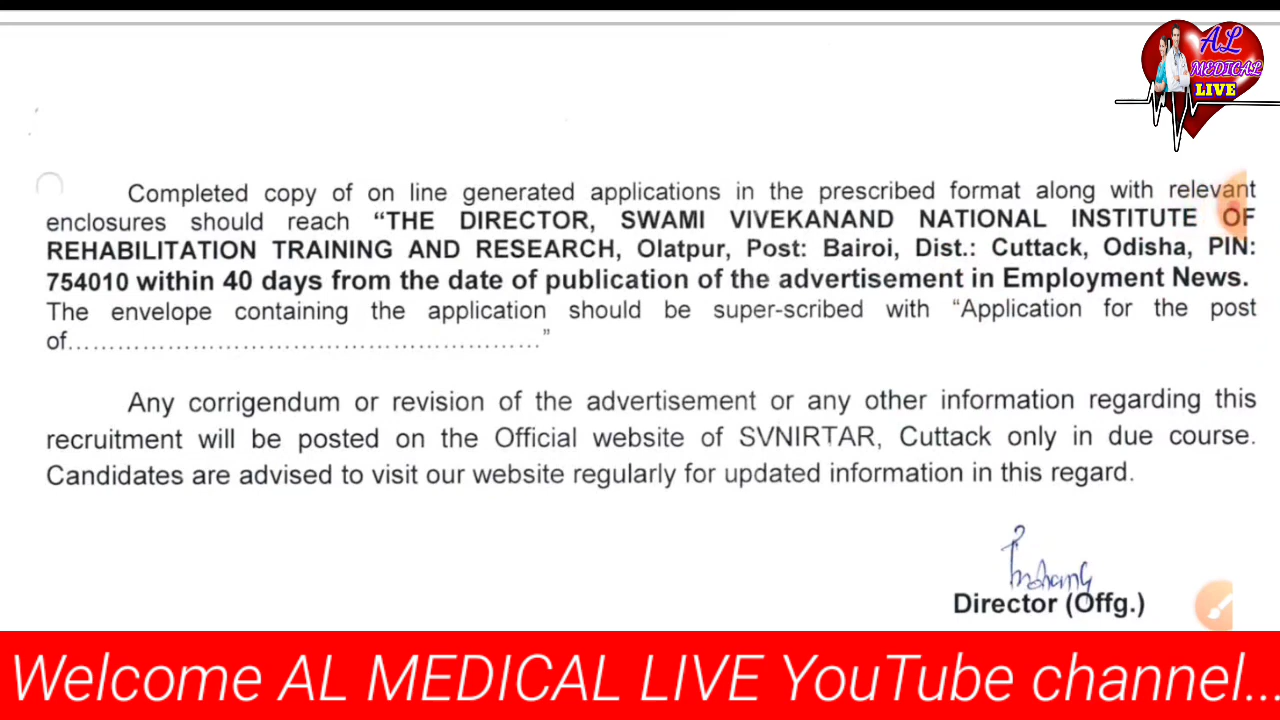 AL
MEDICAL
LIVE
Completed copy of on line generated applications in the prescribed format along with relevant
enclosures should reach “THE DIRECTOR, SWAMI VIVEKANAND NATIONAL INSTITUTE OF
REHABILITATION TRAINING AND RESEARCH, Olatpur, Post: Bairoi, Dist.: Cuttack, Odisha, PIN:
754010 within 40 days from the date of publication of the advertisement in Employment News.
The envelope containing the application should be super-scribed with “Application for the post
of……………………………………………………”
Any corrigendum or revision of the advertisement or any other information regarding this
recruitment will be posted on the Official website of SVNIRTAR, Cuttack only in due course.
Candidates are advised to visit our website regularly for updated information in this regard.
Director (Offg.)
Welcome AL MEDICAL LIVE YouTube channel...